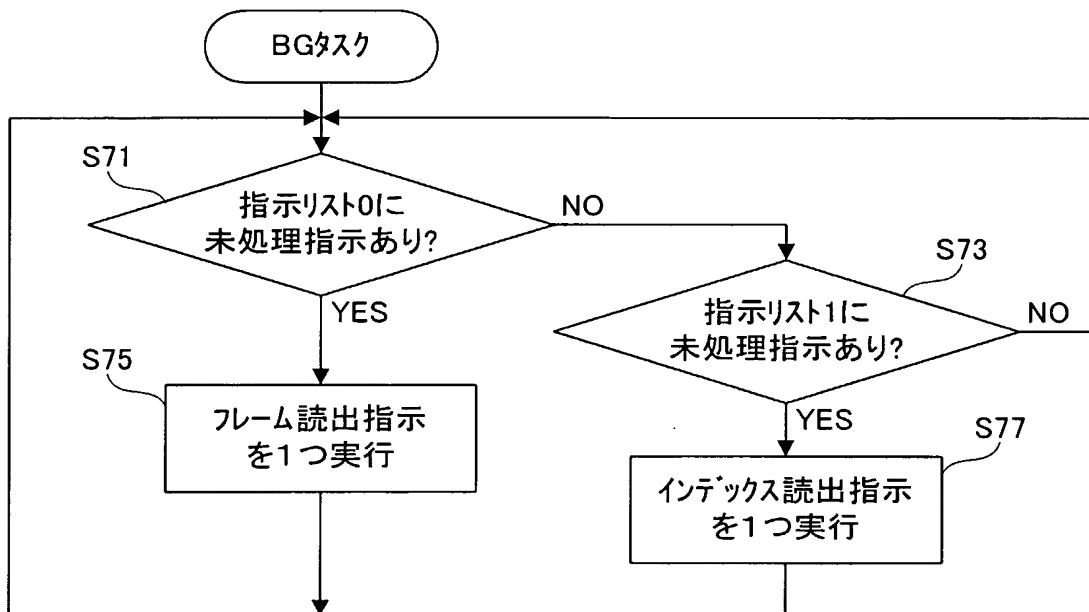 BGタスク
S71
指示リスト0に
未処理指示あり?
NO
YES
S73
指示リスト1に
未処理指示あり?
NO
YES
S75
フレーム読出指示
を1つ実行
S77
インデックス読出指示
を1つ実行